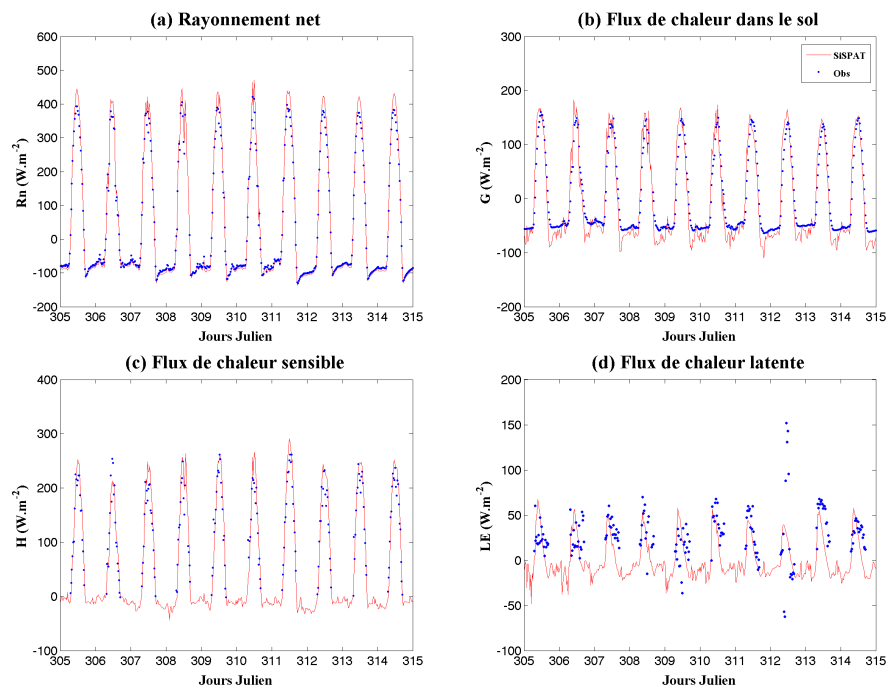 (a) Rayonnement net
600
500
400
300
200
100
0
-100
-200
Rn (W.m-2)
305 306 307 308 309 310 311 312 313 314 315
Jours Julien
(b) Flux de chaleur dans le sol
300
200
100
0
-100
-200
G (W.m-2)
SiSPAT
Obs
305 306 307 308 309 310 311 312 313 314 315
Jours Julien
(c) Flux de chaleur sensible
400
300
200
100
0
-100
H (W.m-2)
305 306 307 308 309 310 311 312 313 314 315
Jours Julien
(d) Flux de chaleur latente
200
150
100
50
0
-50
-100
LE (W.m-2)
305 306 307 308 309 310 311 312 313 314 315
Jours Julien